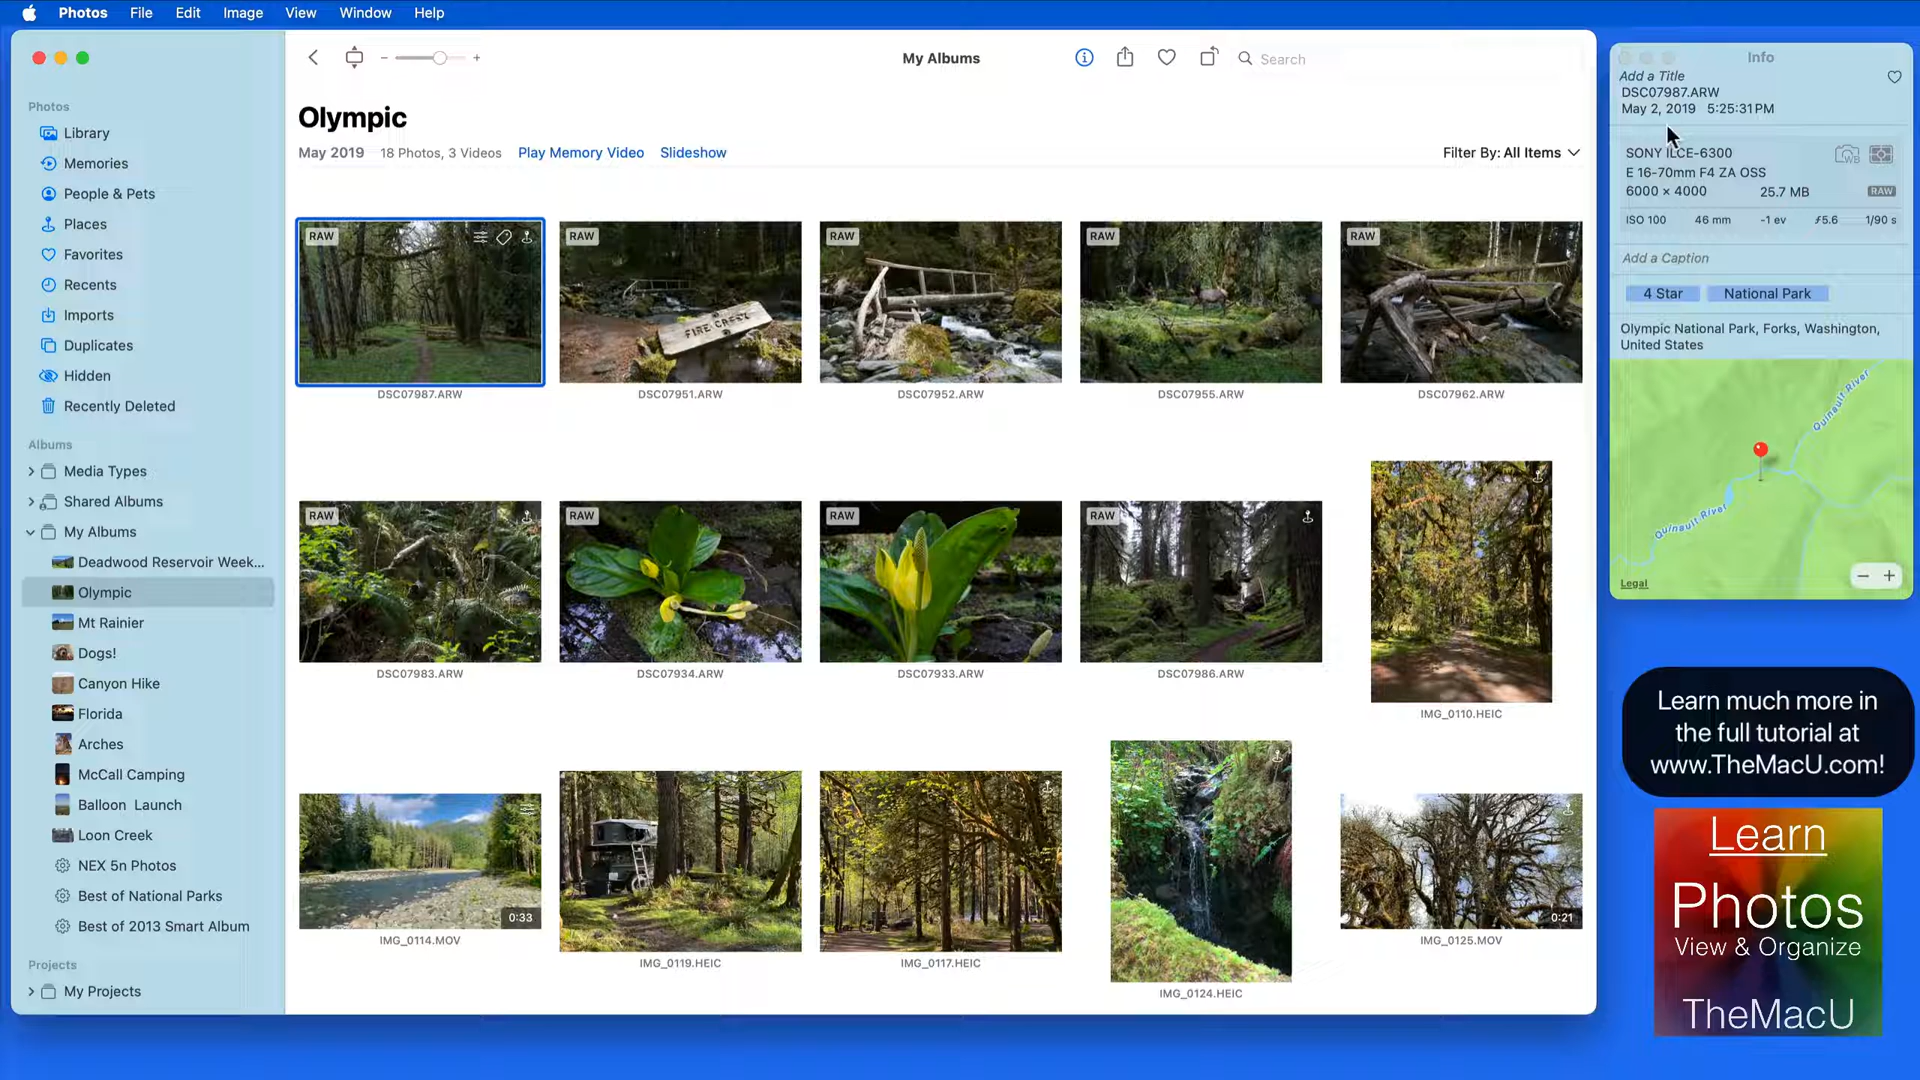 Photos File Edit Image View Window Help
My Albums
Search
Photos
Library
Memories
People & Pets
Places
Favorites
Recents
Imports
Duplicates
Hidden
Recently Deleted
Albums
Media Types
Shared Albums
My Albums
Deadwood Reservoir Week...
Olympic
Mt Rainier
Dogs!
Canyon Hike
Florida
Arches
McCall Camping
Balloon Launch
Loon Creek
NEX 5n Photos
Best of National Parks
Best of 2013 Smart Album
Projects
My Projects
Olympic
May 2019 18 Photos, 3 Videos Play Memory Video Slideshow
Filter By: All Items
RAW RAW RAW RAW RAW
FIRE CREEK
DSC07987.ARW DSC07951.ARW DSC07952.ARW DSC07955.ARW DSC07962.ARW
RAW RAW RAW RAW
DSC07983.ARW DSC07934.ARW DSC07933.ARW DSC07986.ARW
IMG_0110.HEIC
0:33 0:21
IMG_0114.MOV IMG_0125.MOV
IMG_0119.HEIC IMG_0117.HEIC
IMG_0124.HEIC
Info
Add a Title
DSC07987.ARW
May 2, 2019 5:25:31 PM
SONY ILCE-6300
WB
E 16-70mm F4 ZA OSS
6000 × 4000 25.7 MB RAW
ISO 100 46 mm -1 ev ƒ5.6 1/90 s
Add a Caption
4 Star National Park
Olympic National Park, Forks, Washington,
United States
Quinault River
Quinault River
Legal
Learn much more in
the full tutorial at
www.TheMacU.com!
Learn
Photos
View & Organize
TheMacU